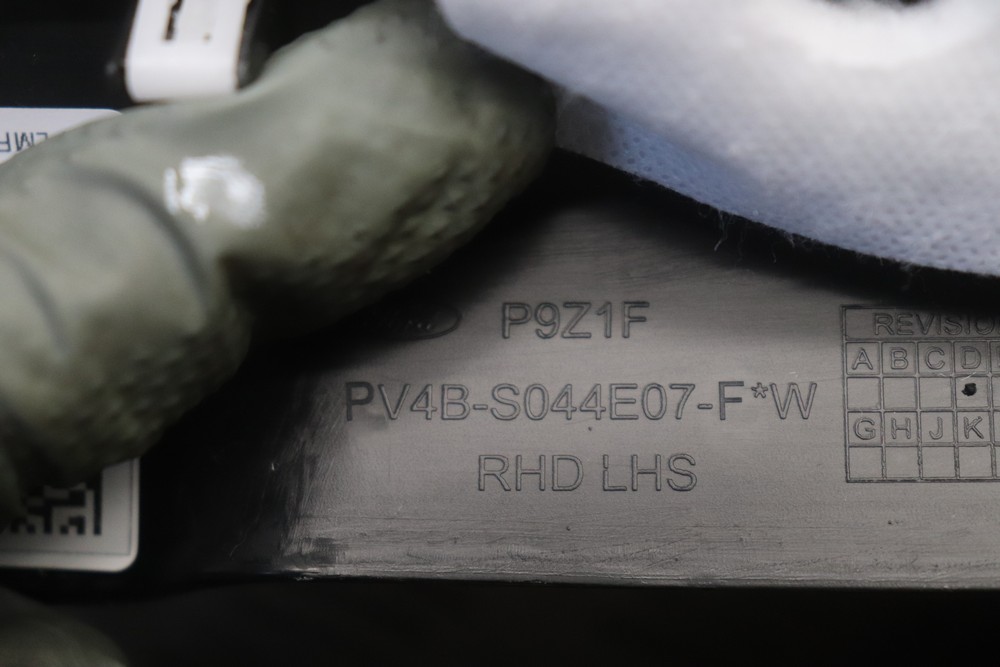 P9Z1F
PV4B-S044E07-F*W
RHD LHS
REVISIO
A B C D
G H J K